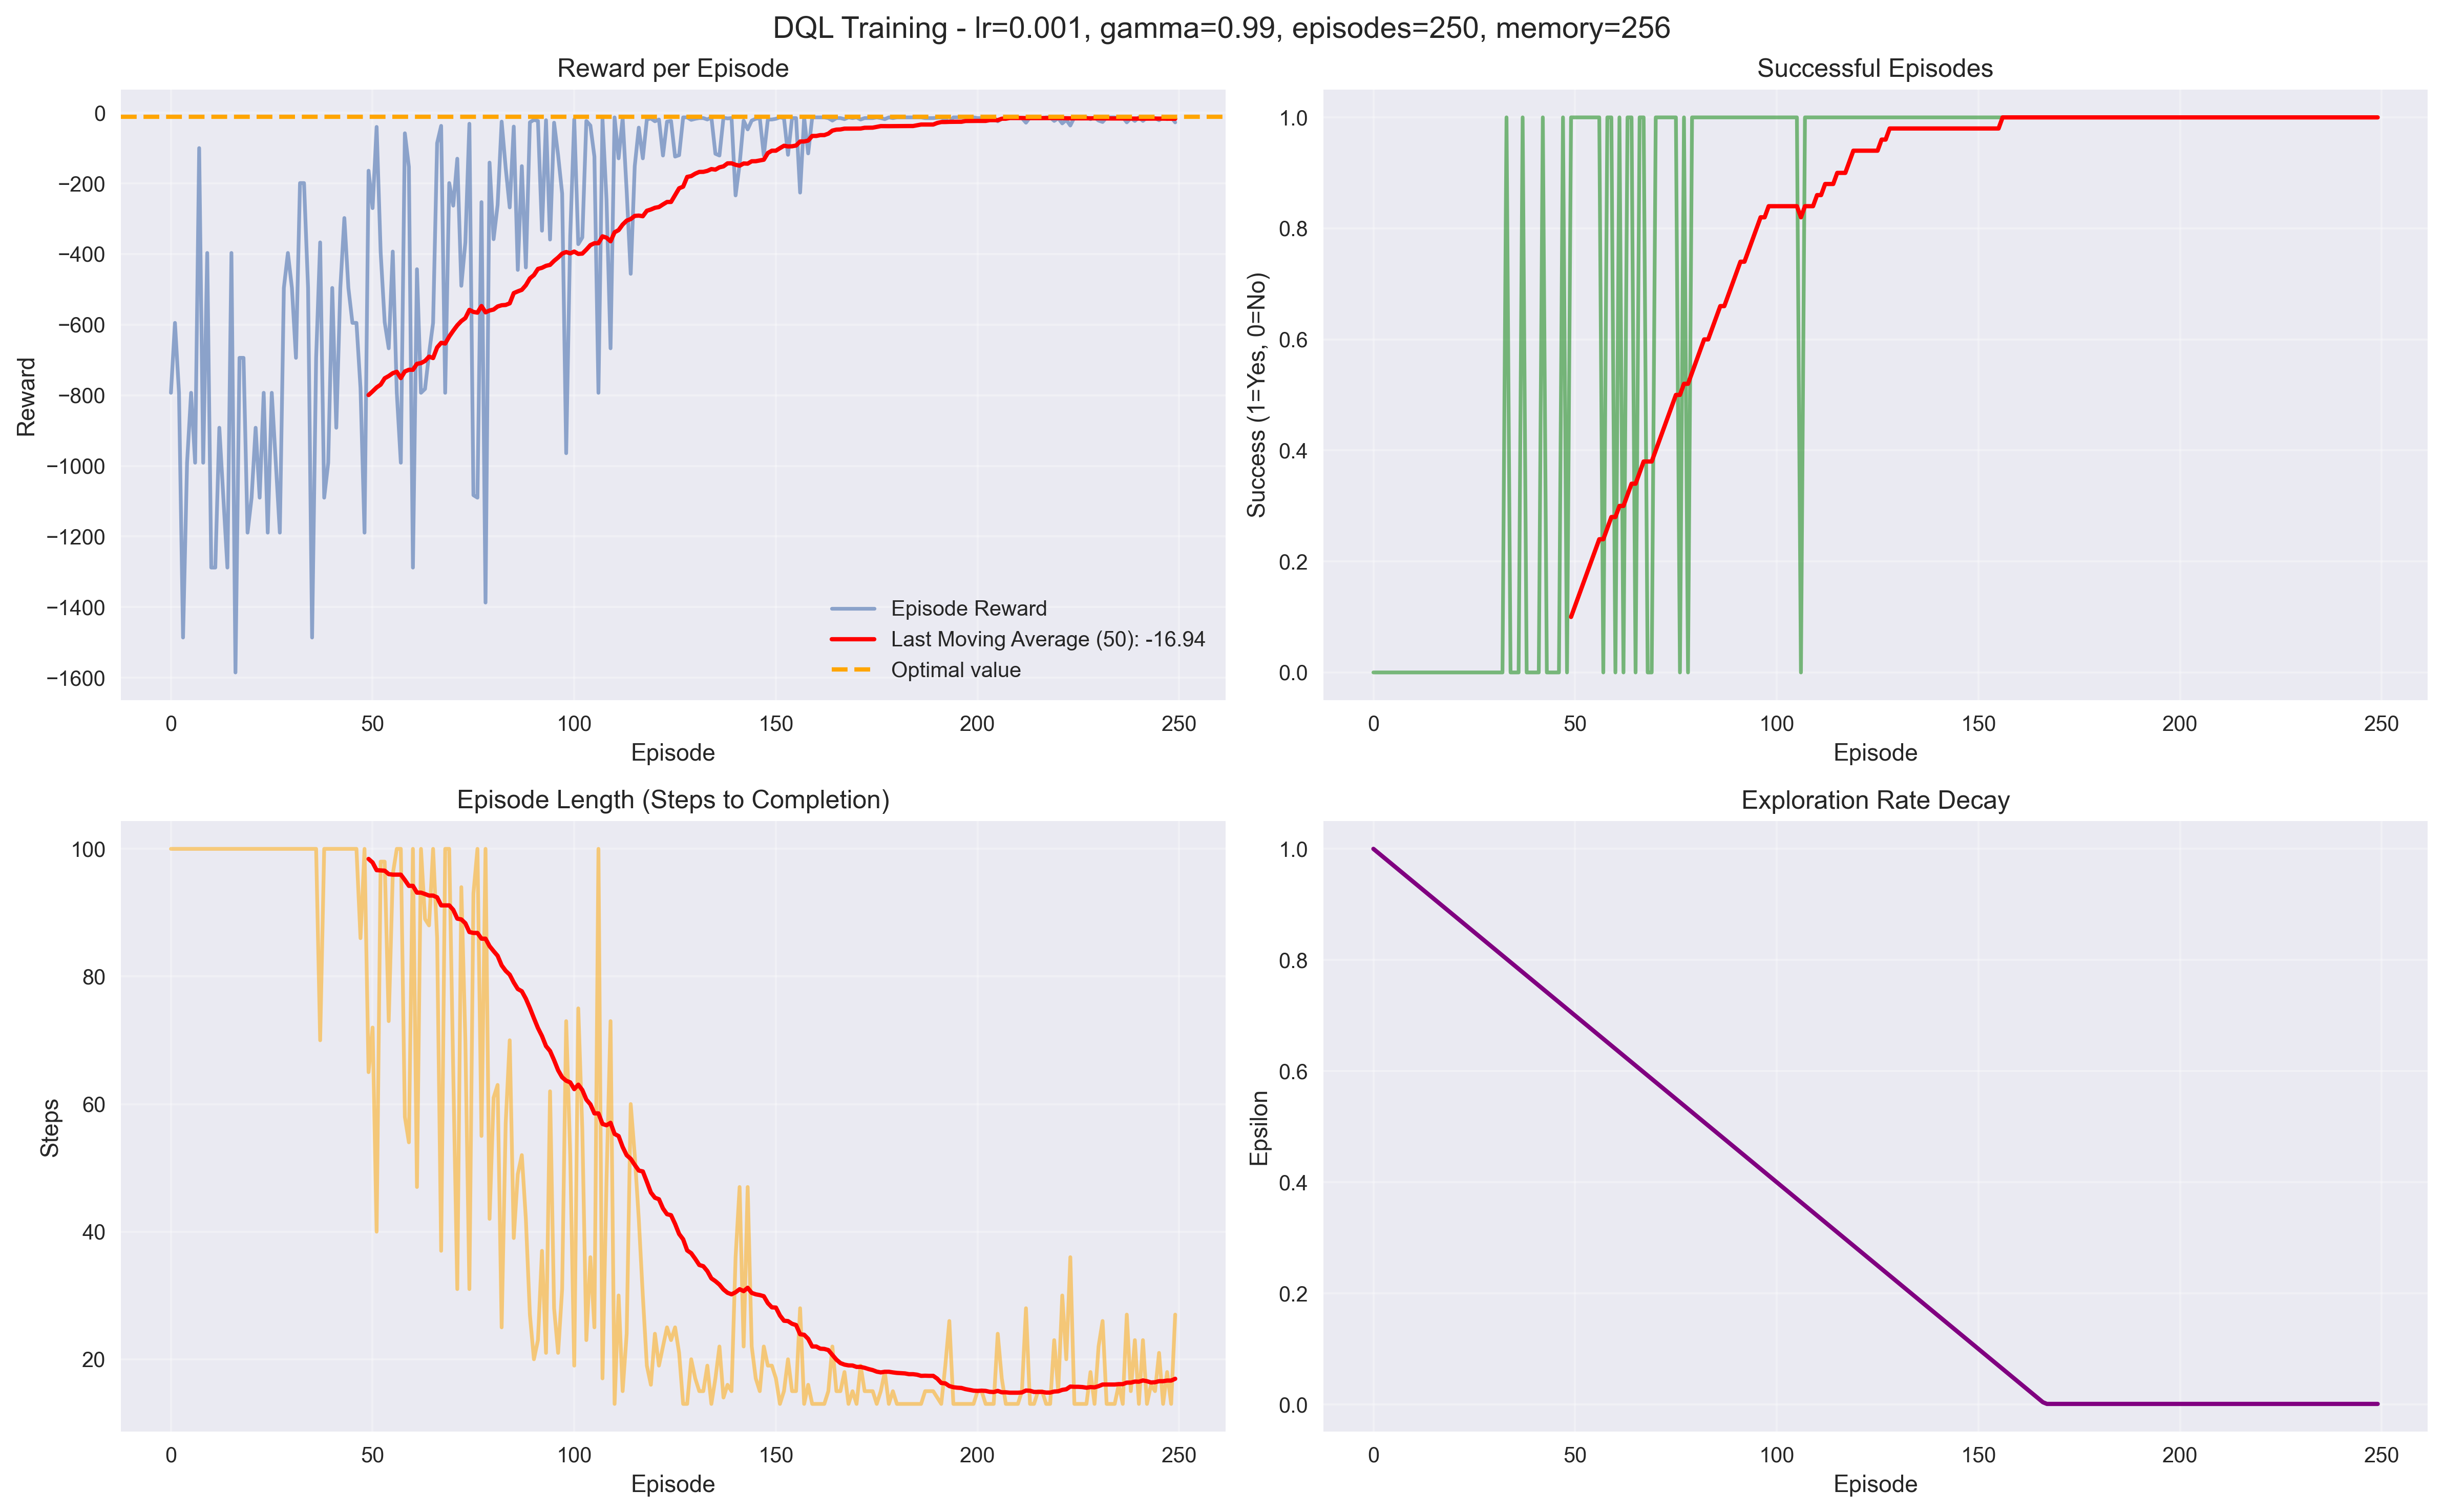 DQL Training - lr=0.001, gamma=0.99, episodes=250, memory=256
Reward per Episode
0
−200
−400
−600
−800
−1000
−1200
−1400
−1600
Reward
Episode Reward
Last Moving Average (50): -16.94
Optimal value
0 50 100 150 200 250
Episode
Successful Episodes
1.0
0.8
0.6
0.4
0.2
0.0
Success (1=Yes, 0=No)
0 50 100 150 200 250
Episode
Episode Length (Steps to Completion)
100
80
60
40
20
Steps
0 50 100 150 200 250
Episode
Exploration Rate Decay
1.0
0.8
0.6
0.4
0.2
0.0
Epsilon
0 50 100 150 200 250
Episode